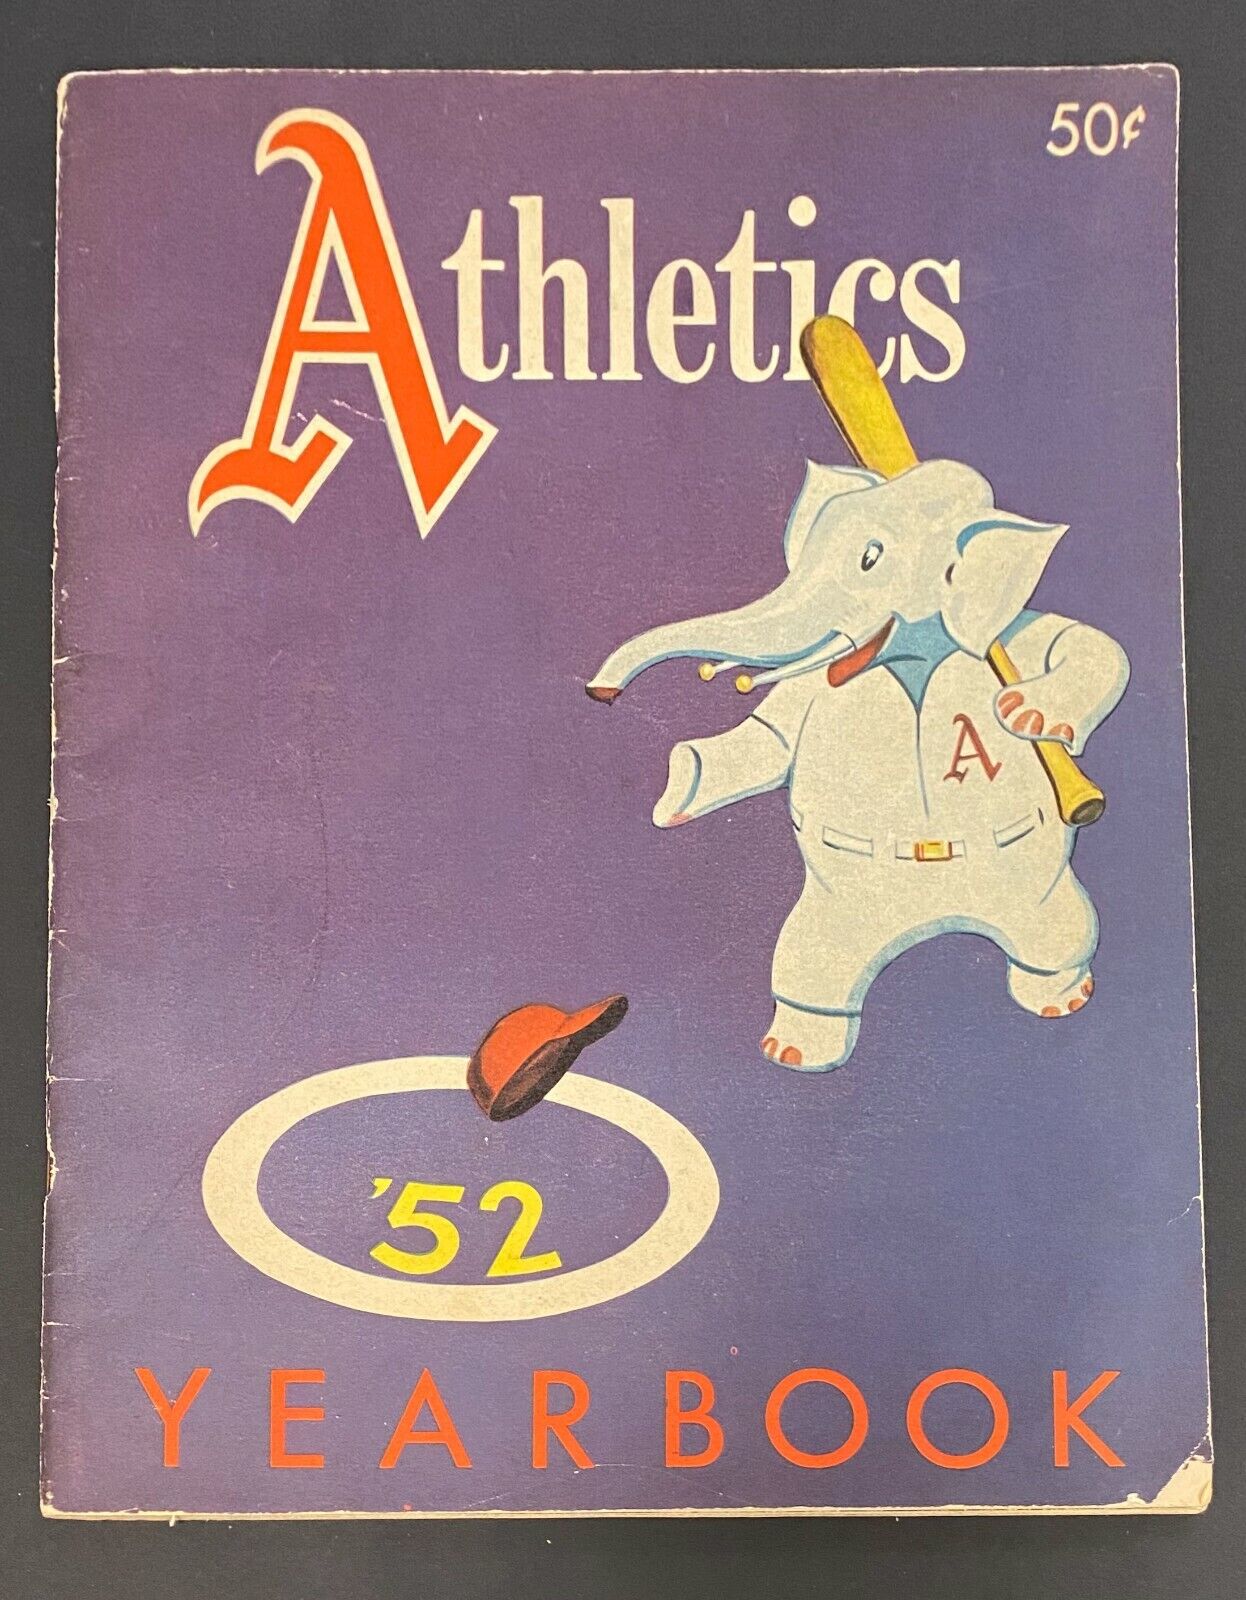 50¢
Athletics
A
'52
YEARBOOK